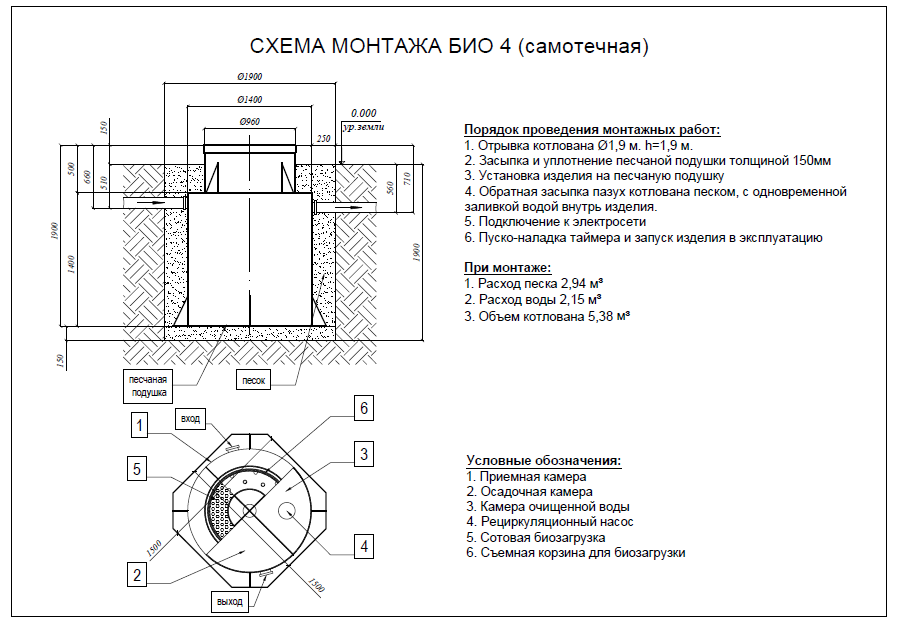 СХЕМА МОНТАЖА БИО 4 (самотечная)
Ø1900
Ø1400
Ø960
0.000
ур.земли
150
250
500
660
510
560
710
1900
1400
1900
150
песчаная
подушка
песок
Порядок проведения монтажных работ:
1. Отрывка котлована Ø1,9 м. h=1,9 м.
2. Засыпка и уплотнение песчаной подушки толщиной 150мм
3. Установка изделия на песчаную подушку
4. Обратная засыпка пазух котлована песком, с одновременной
заливкой водой внутрь изделия.
5. Подключение к электросети
6. Пуско-наладка таймера и запуск изделия в эксплуатацию
При монтаже:
1. Расход песка 2,94 м³
2. Расход воды 2,15 м³
3. Объем котлована 5,38 м³
1
вход
6
5
3
4
2
выход
1500
1500
Условные обозначения:
1. Приемная камера
2. Осадочная камера
3. Камера очищенной воды
4. Рециркуляционный насос
5. Сотовая биозагрузка
6. Съемная корзина для биозагрузки